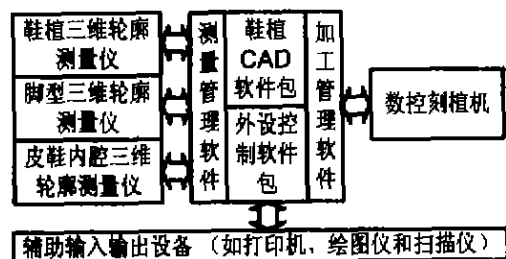 鞋楦三维轮廓
测量仪
脚型三维轮廓
测量仪
皮鞋内腔三维
轮廓测量仪
测量管理软件
鞋楦
CAD
软件包
外设控
制软件
包
加工管理软件
数控刻楦机
辅助输入输出设备 (如打印机、绘图仪和扫描仪)